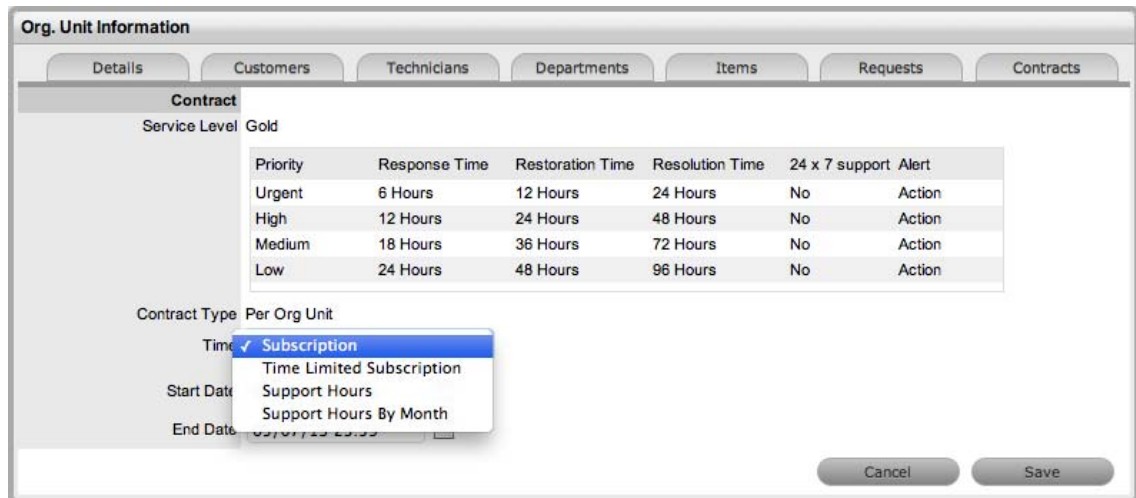 Org. Unit Information
Details Customers Technicians Departments Items Requests Contracts
Contract
Service Level Gold
Priority Response Time Restoration Time Resolution Time 24 x 7 support Alert
Urgent 6 Hours 12 Hours 24 Hours No Action
High 12 Hours 24 Hours 48 Hours No Action
Medium 18 Hours 36 Hours 72 Hours No Action
Low 24 Hours 48 Hours 96 Hours No Action
Contract Type Per Org Unit
Time ✓ Subscription
Time Limited Subscription
Start Date Support Hours
Support Hours By Month
End Date
Cancel Save